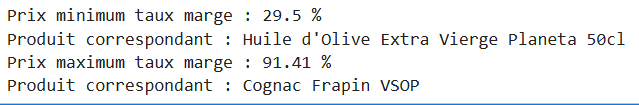 Prix minimum taux marge : 29.5 %
Produit correspondant : Huile d'Olive Extra Vierge Planeta 50cl
Prix maximum taux marge : 91.41 %
Produit correspondant : Cognac Frapin VSOP